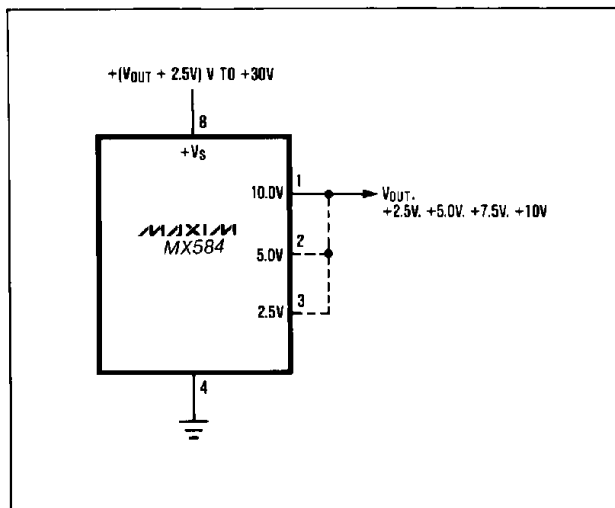 +(VOUT + 2.5V) V TO +30V
8
+VS
10.0V
1
VOUT.
+2.5V. +5.0V. +7.5V. +10V
MAXIM
MX584
5.0V
2
2.5V
3
4